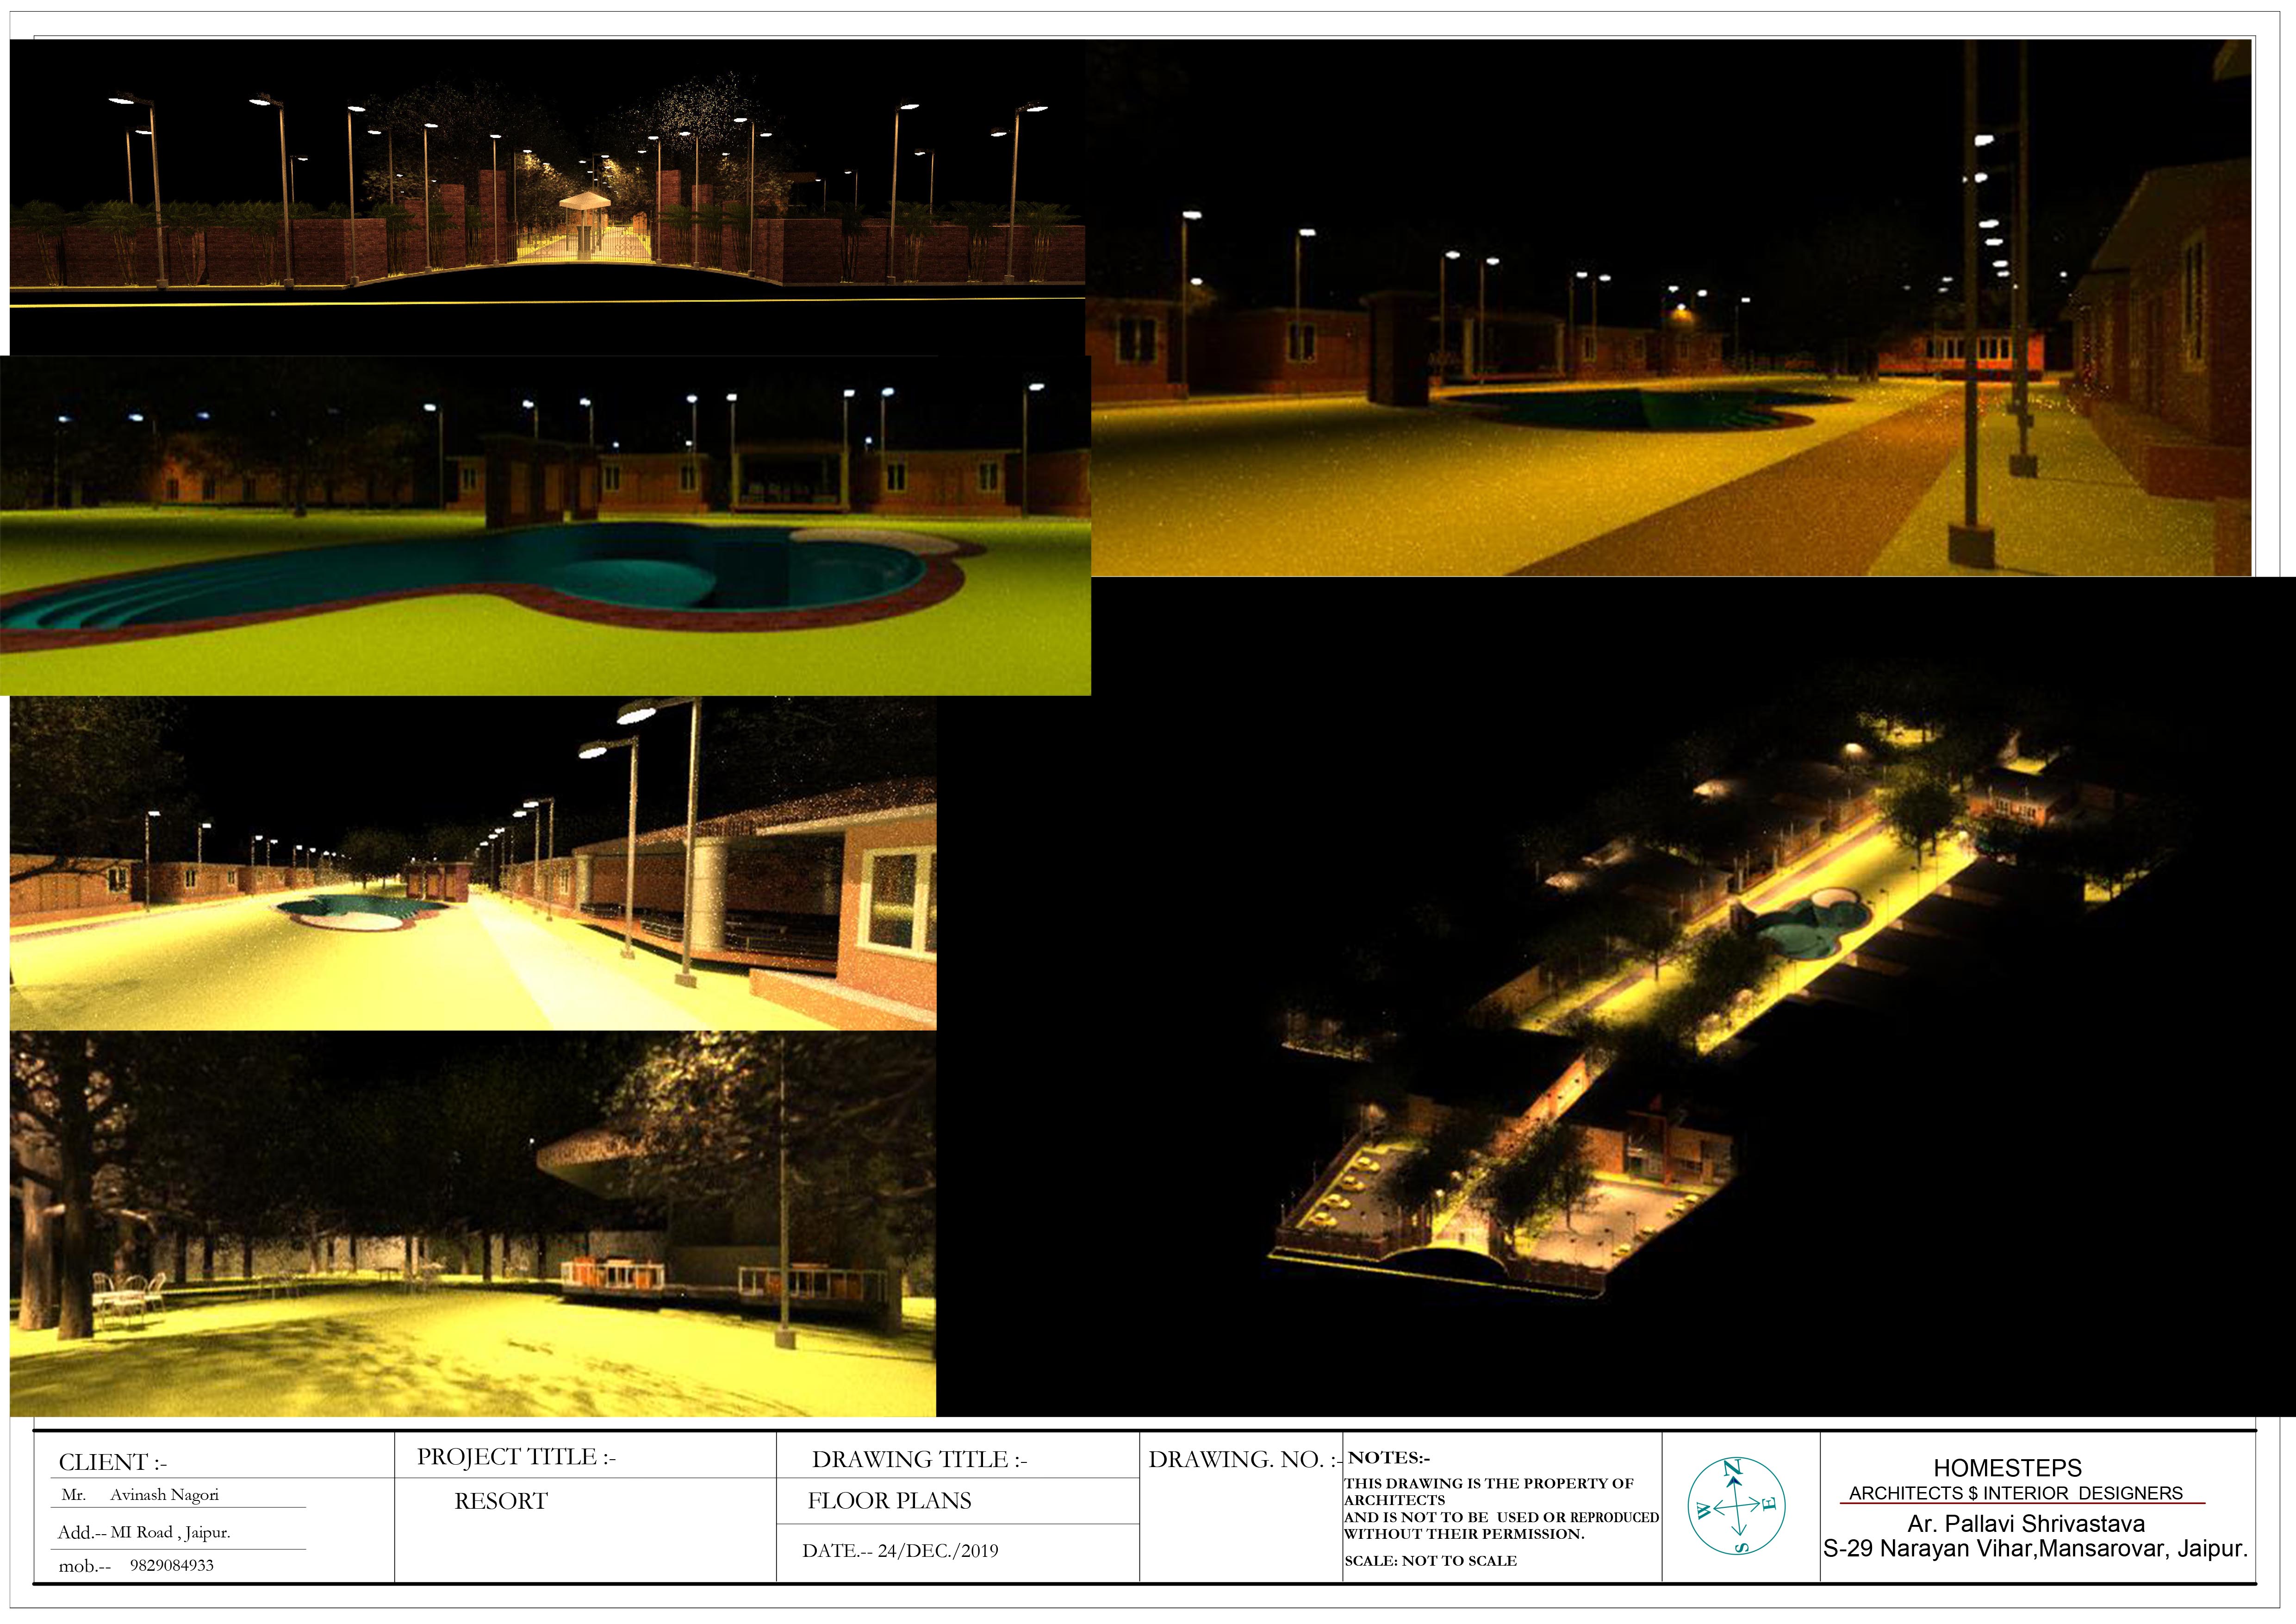 CLIENT :-
Mr. Avinash Nagori
Add.-- MI Road , Jaipur.
mob.-- 9829084933
PROJECT TITLE :-
RESORT
DRAWING TITLE :-
FLOOR PLANS
DATE.-- 24/DEC./2019
DRAWING. NO. :-
NOTES:-
THIS DRAWING IS THE PROPERTY OF
ARCHITECTS
AND IS NOT TO BE USED OR REPRODUCED
WITHOUT THEIR PERMISSION.
SCALE: NOT TO SCALE
N
W
E
S
HOMESTEPS
ARCHITECTS $ INTERIOR DESIGNERS
Ar. Pallavi Shrivastava
S-29 Narayan Vihar,Mansarovar, Jaipur.